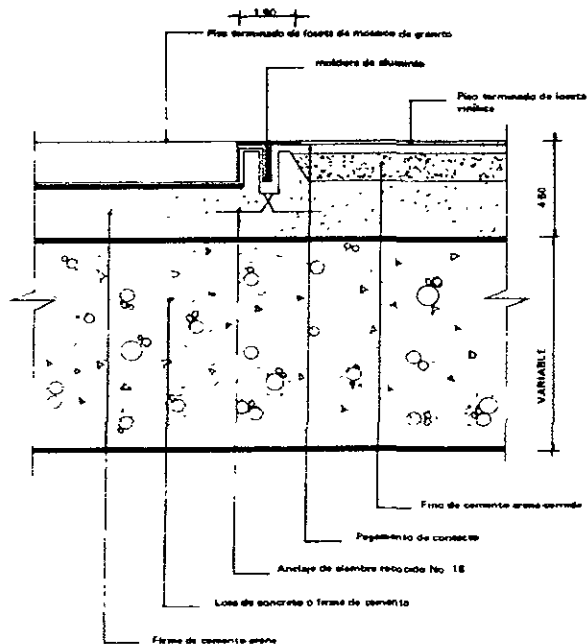 1.90
Piso terminado de loseta de mosaico de granito
moldura de aluminio
Piso terminado de loseta
vinílica
4.50
VARIABLE
Fino de cemento arena cernida
Pegamento de contacto
Anclaje de alambre recocido No. 18
Losa de concreto o firme de cemento
Firme de cemento arena